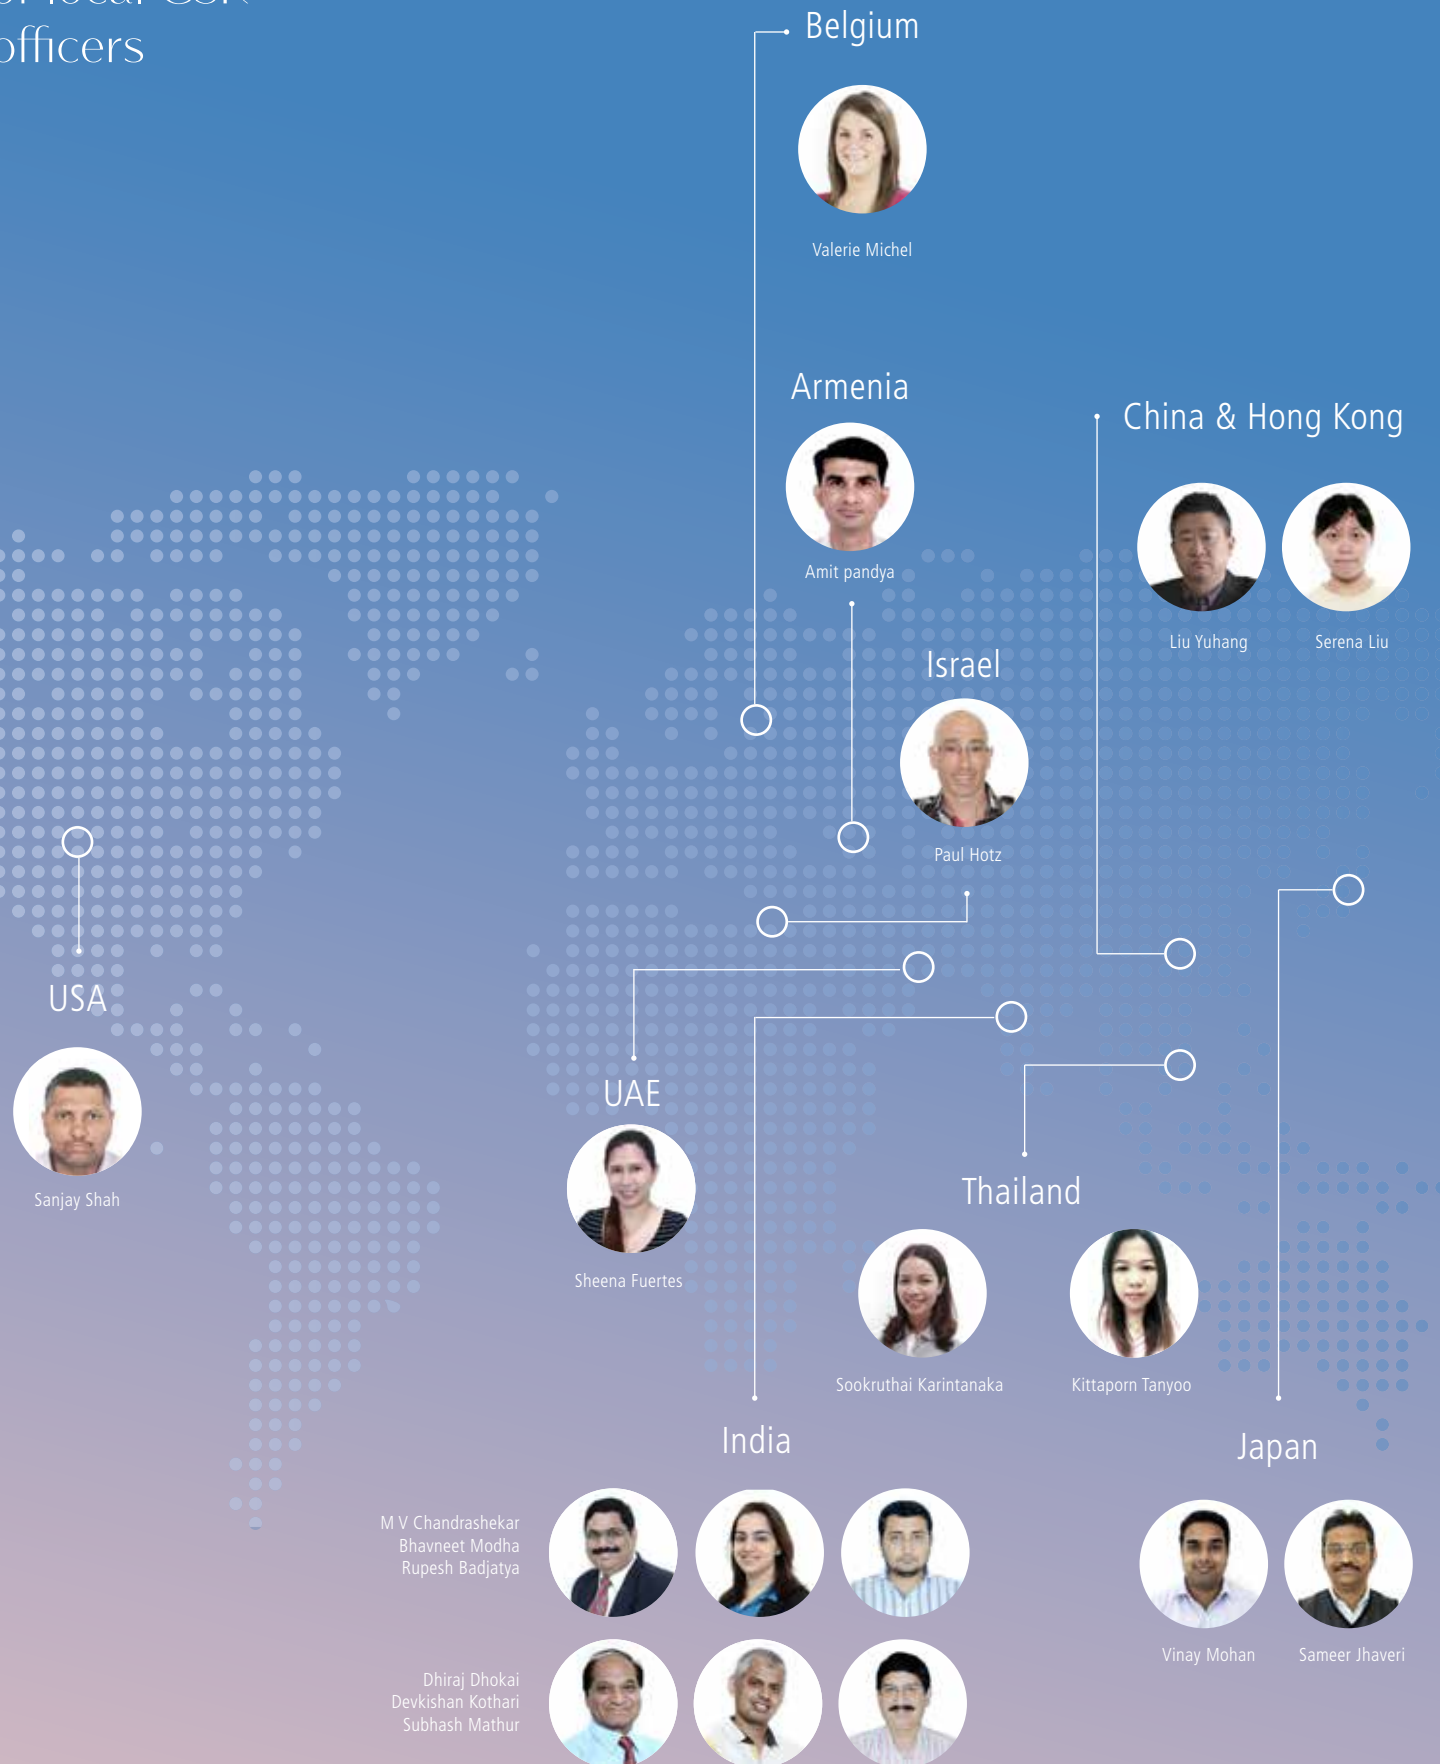 officers
Belgium
Valerie Michel
Armenia
Amit pandya
China & Hong Kong
Liu Yuhang
Serena Liu
Israel
Paul Hotz
USA
Sanjay Shah
UAE
Sheena Fuertes
Thailand
Sookruthai Karintanaka
Kittaporn Tanyoo
India
M V Chandrashekar
Bhavneet Modha
Rupesh Badjatya
Dhiraj Dhokai
Devkishan Kothari
Subhash Mathur
Japan
Vinay Mohan
Sameer Jhaveri